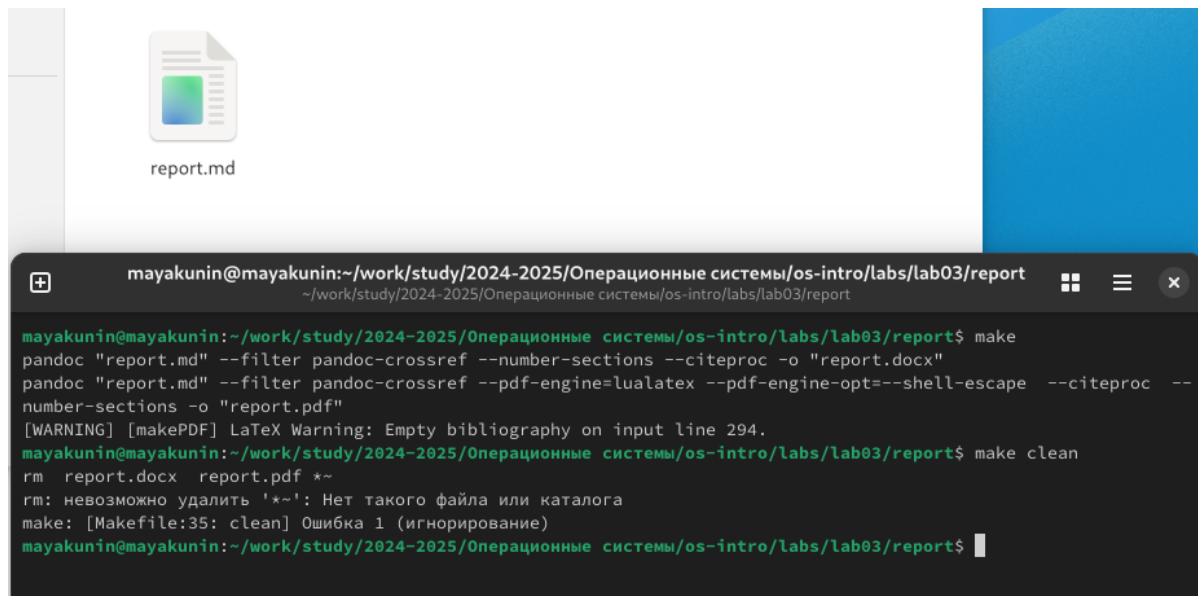 report.md
mayakunin@mayakunin:~/work/study/2024-2025/Операционные системы/os-intro/labs/lab03/report
~/work/study/2024-2025/Операционные системы/os-intro/labs/lab03/report
mayakunin@mayakunin:~/work/study/2024-2025/Операционные системы/os-intro/labs/lab03/report$ make
pandoc "report.md" --filter pandoc-crossref --number-sections --citeproc -o "report.docx"
pandoc "report.md" --filter pandoc-crossref --pdf-engine=lualatex --pdf-engine-opt=--shell-escape  --citeproc  --
number-sections -o "report.pdf"
[WARNING] [makePDF] LaTeX Warning: Empty bibliography on input line 294.
mayakunin@mayakunin:~/work/study/2024-2025/Операционные системы/os-intro/labs/lab03/report$ make clean
rm  report.docx  report.pdf *~
rm: невозможно удалить '*~': Нет такого файла или каталога
make: [Makefile:35: clean] Ошибка 1 (игнорирование)
mayakunin@mayakunin:~/work/study/2024-2025/Операционные системы/os-intro/labs/lab03/report$